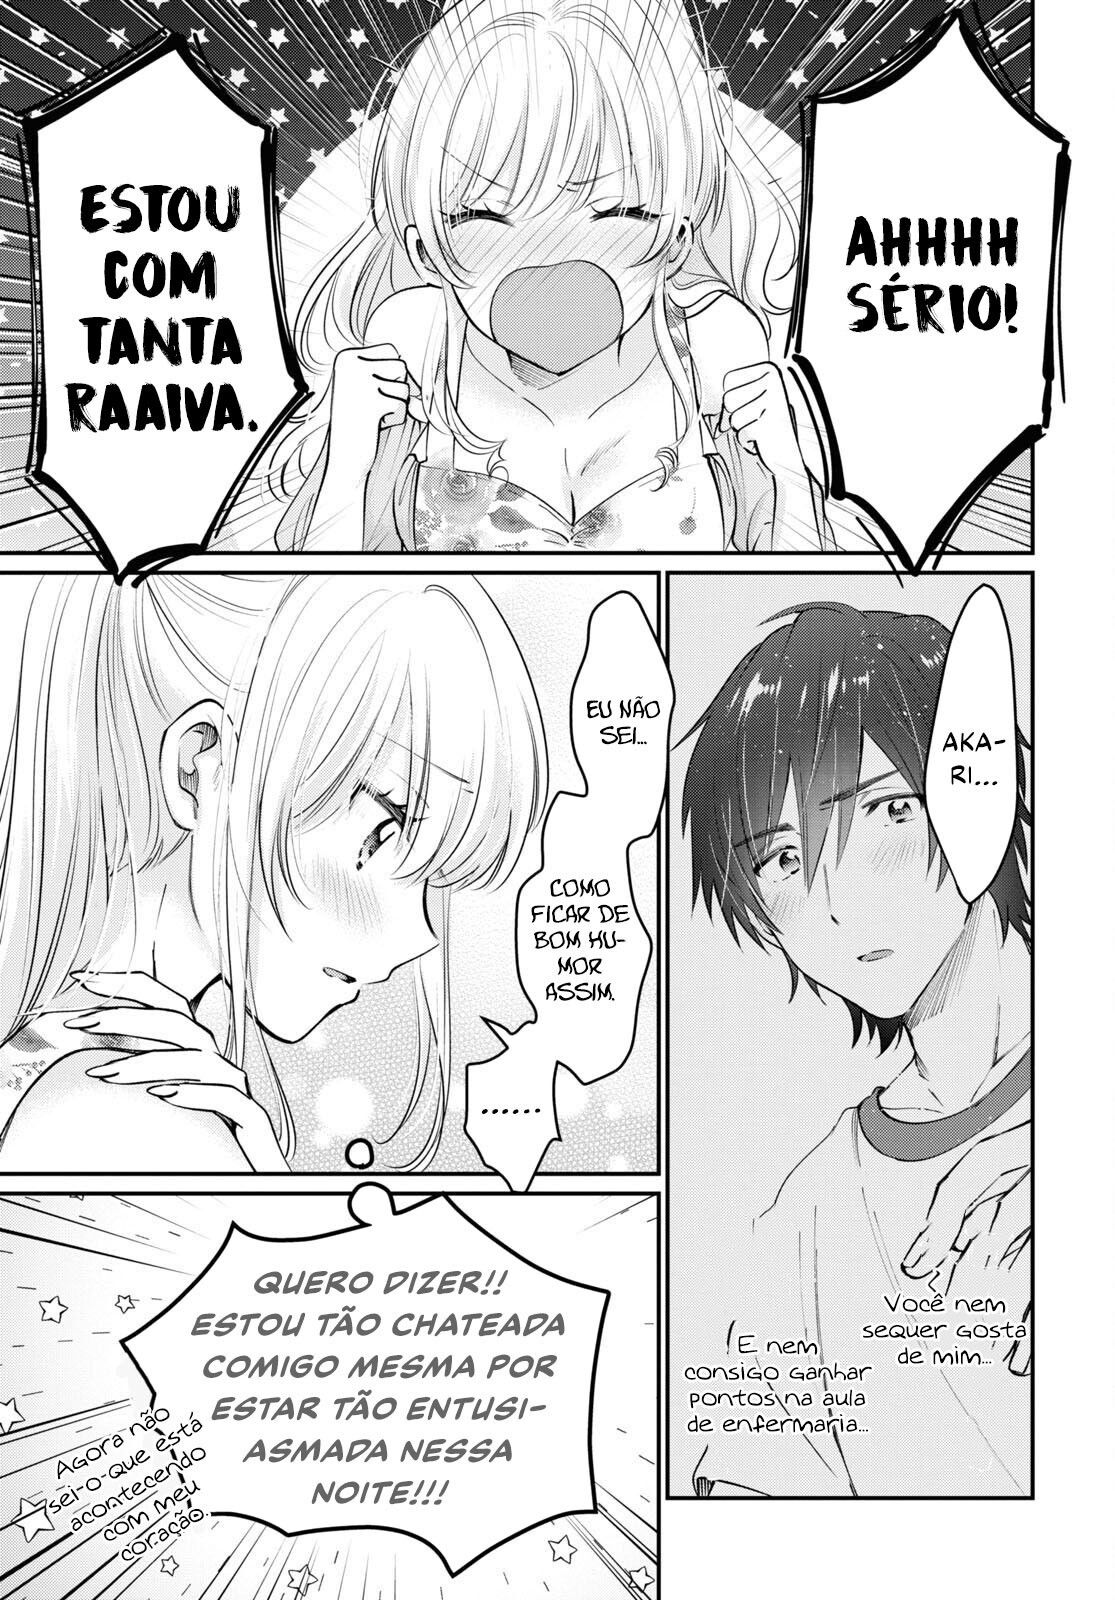 AHHHH
SÉRIO!
ESTOU
COM
TANTA
RAAIVA.
AKA-
RI...
Você nem
sequer gosta
de mim...
E nem
consigo ganhar
pontos na aula
de enfermaria...
EU NÃO
SEI...
COMO
FICAR DE
BOM HU-
MOR
ASSIM.
.......
QUERO DIZER!!
ESTOU TÃO CHATEADA
COMIGO MESMA POR
ESTAR TÃO ENTUSI-
ASMADA NESSA
NOITE!!!
Agora não
sei-o-que está
acontecendo
com meu
coração.